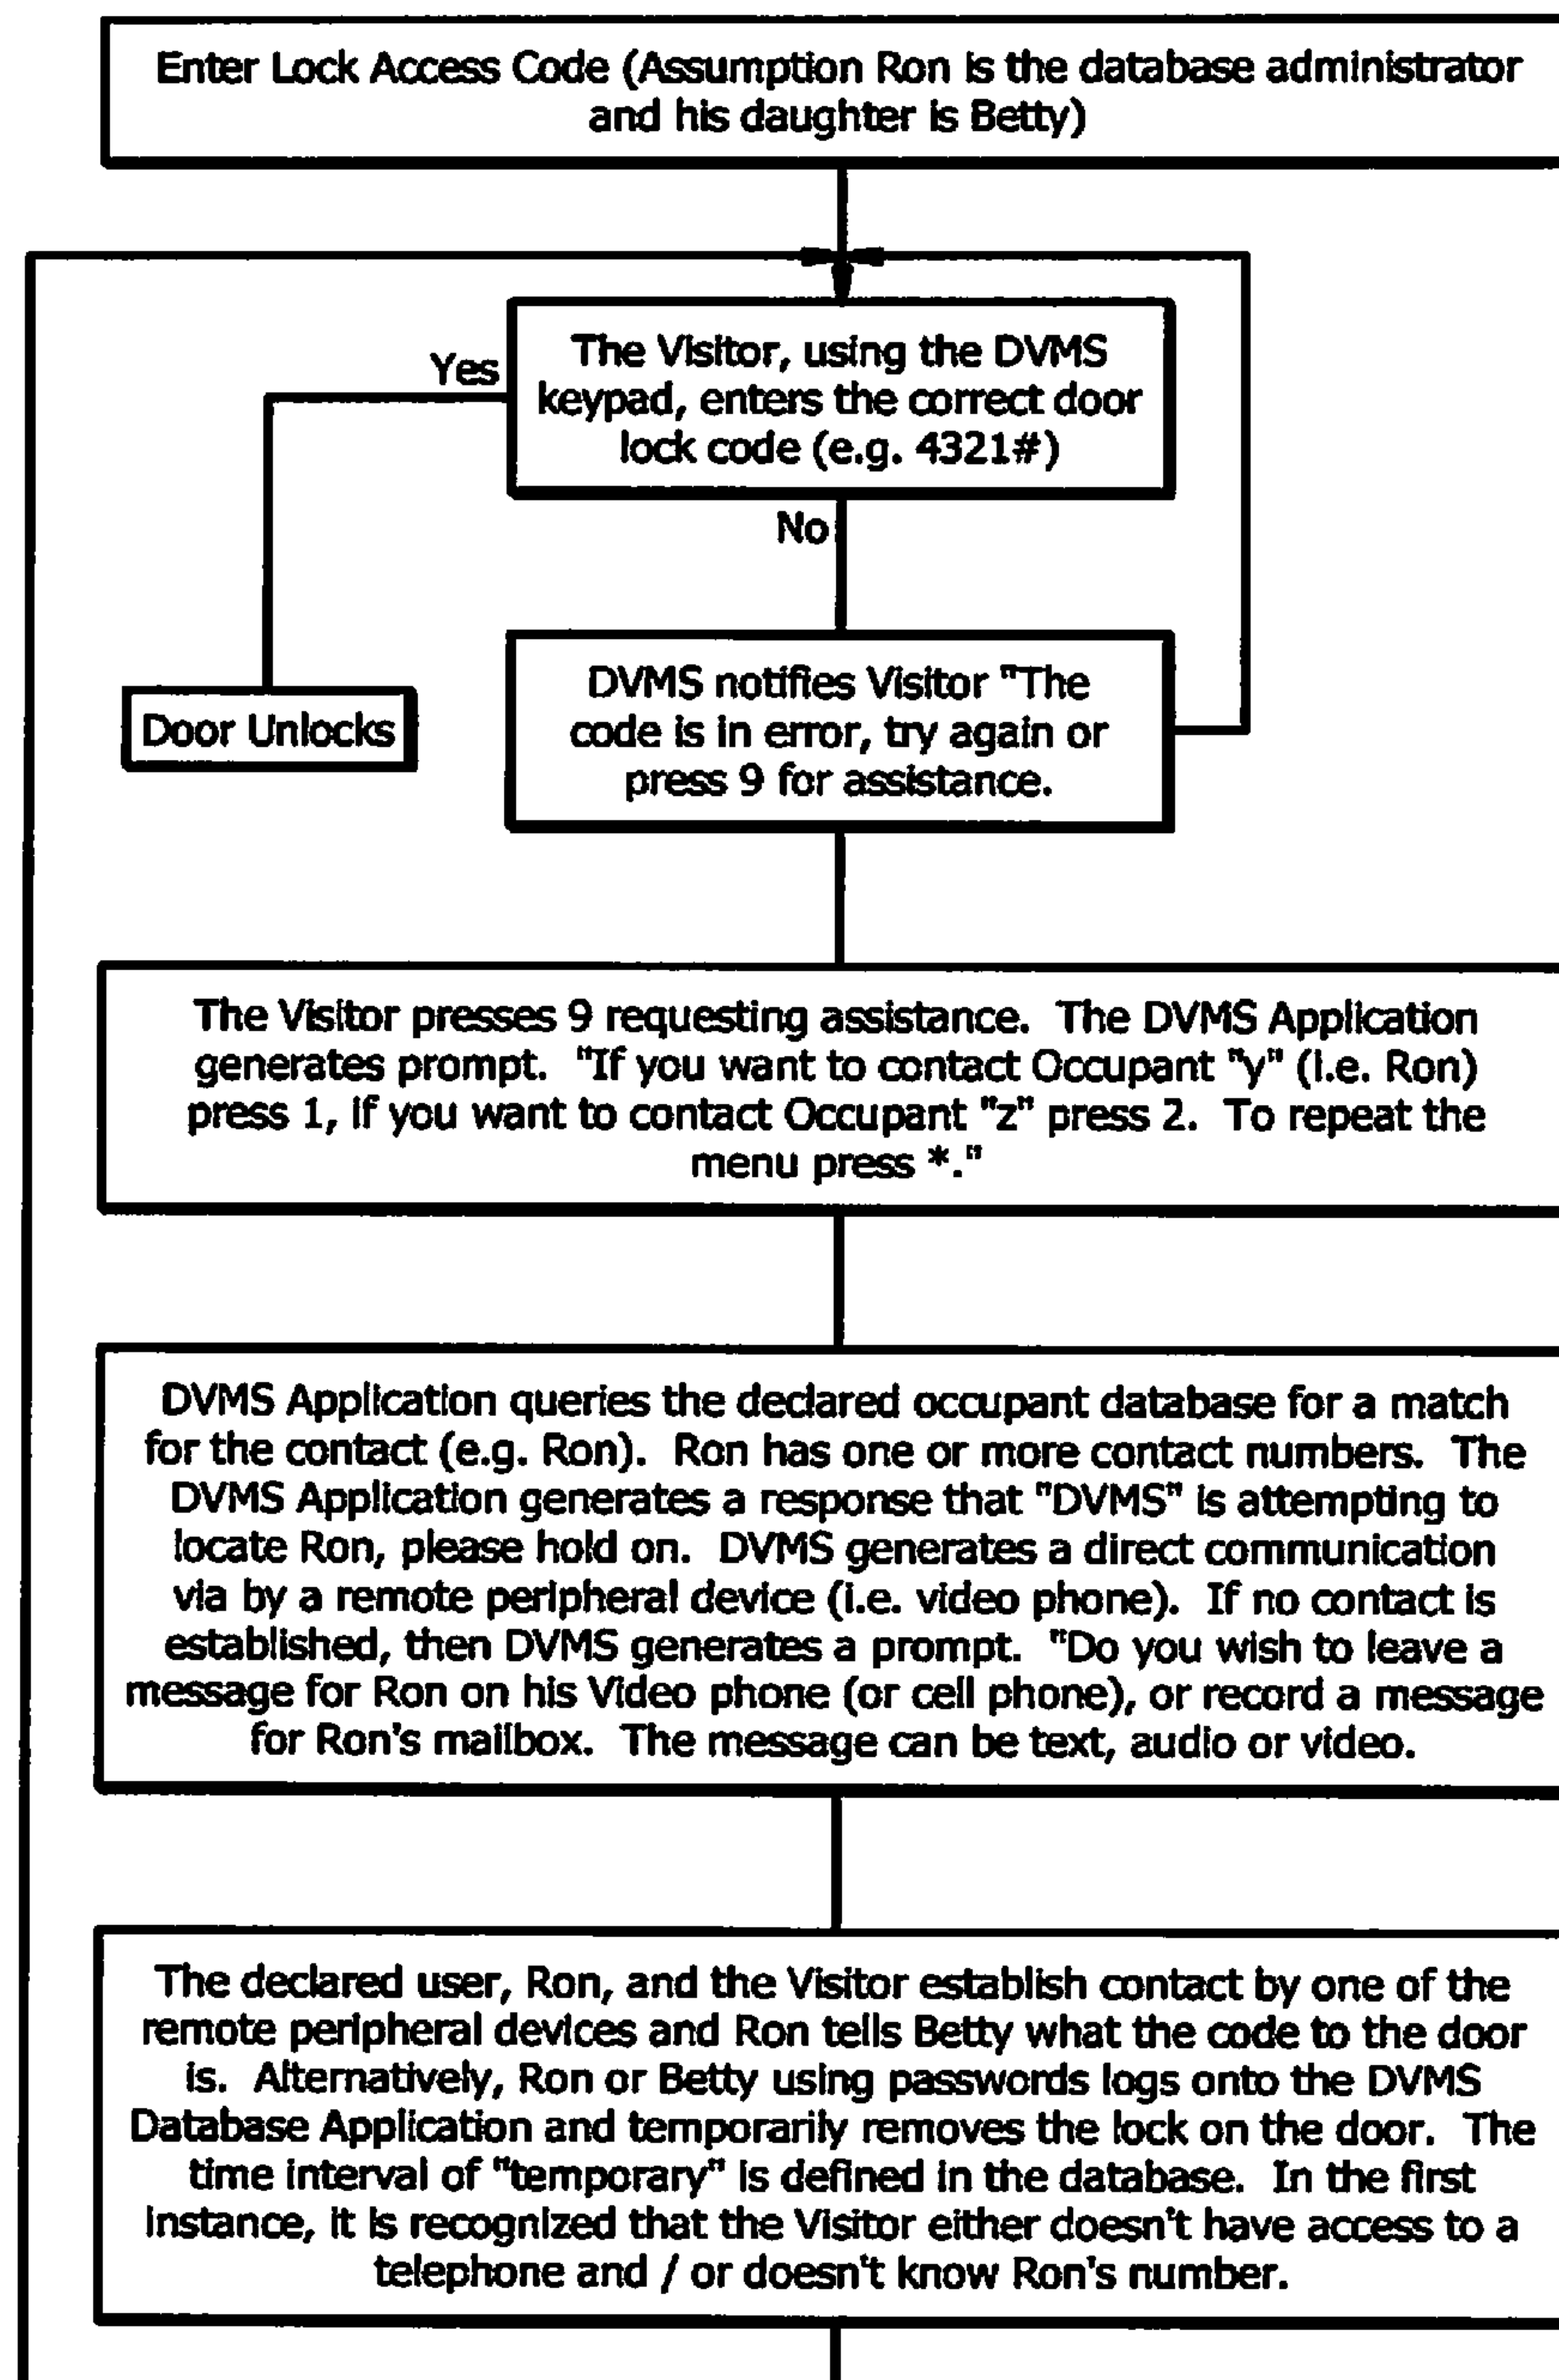 Enter Lock Access Code (Assumption Ron is the database administrator
and his daughter is Betty)
The Visitor, using the DVMS
keypad, enters the correct door
lock code (e.g. 4321#)
Yes
No
DVMS notifies Visitor "The
code is in error, try again or
press 9 for assistance.
Door Unlocks
The Visitor presses 9 requesting assistance. The DVMS Application
generates prompt. "If you want to contact Occupant "y" (i.e. Ron)
press 1, if you want to contact Occupant "z" press 2. To repeat the
menu press *."
DVMS Application queries the declared occupant database for a match
for the contact (e.g. Ron). Ron has one or more contact numbers. The
DVMS Application generates a response that "DVMS" is attempting to
locate Ron, please hold on. DVMS generates a direct communication
via by a remote peripheral device (i.e. video phone). If no contact is
established, then DVMS generates a prompt. "Do you wish to leave a
message for Ron on his Video phone (or cell phone), or record a message
for Ron's mailbox. The message can be text, audio or video.
The declared user, Ron, and the Visitor establish contact by one of the
remote peripheral devices and Ron tells Betty what the code to the door
is. Alternatively, Ron or Betty using passwords logs onto the DVMS
Database Application and temporarily removes the lock on the door. The
time interval of "temporary" is defined in the database. In the first
instance, it is recognized that the Visitor either doesn't have access to a
telephone and / or doesn't know Ron's number.